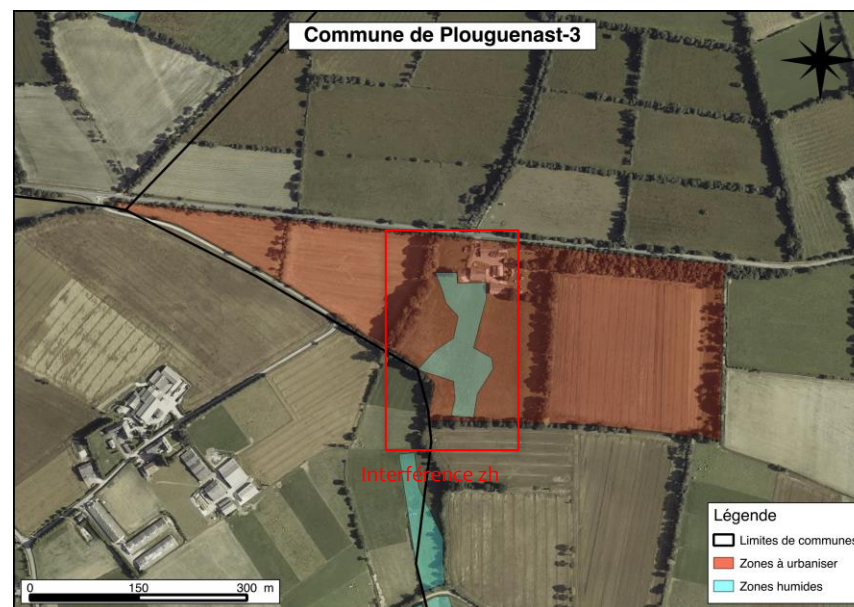 Commune de Plouguenast-3
Interférence zh
Légende
Limites de communes
Zones à urbaniser
Zones humides
0 150 300 m